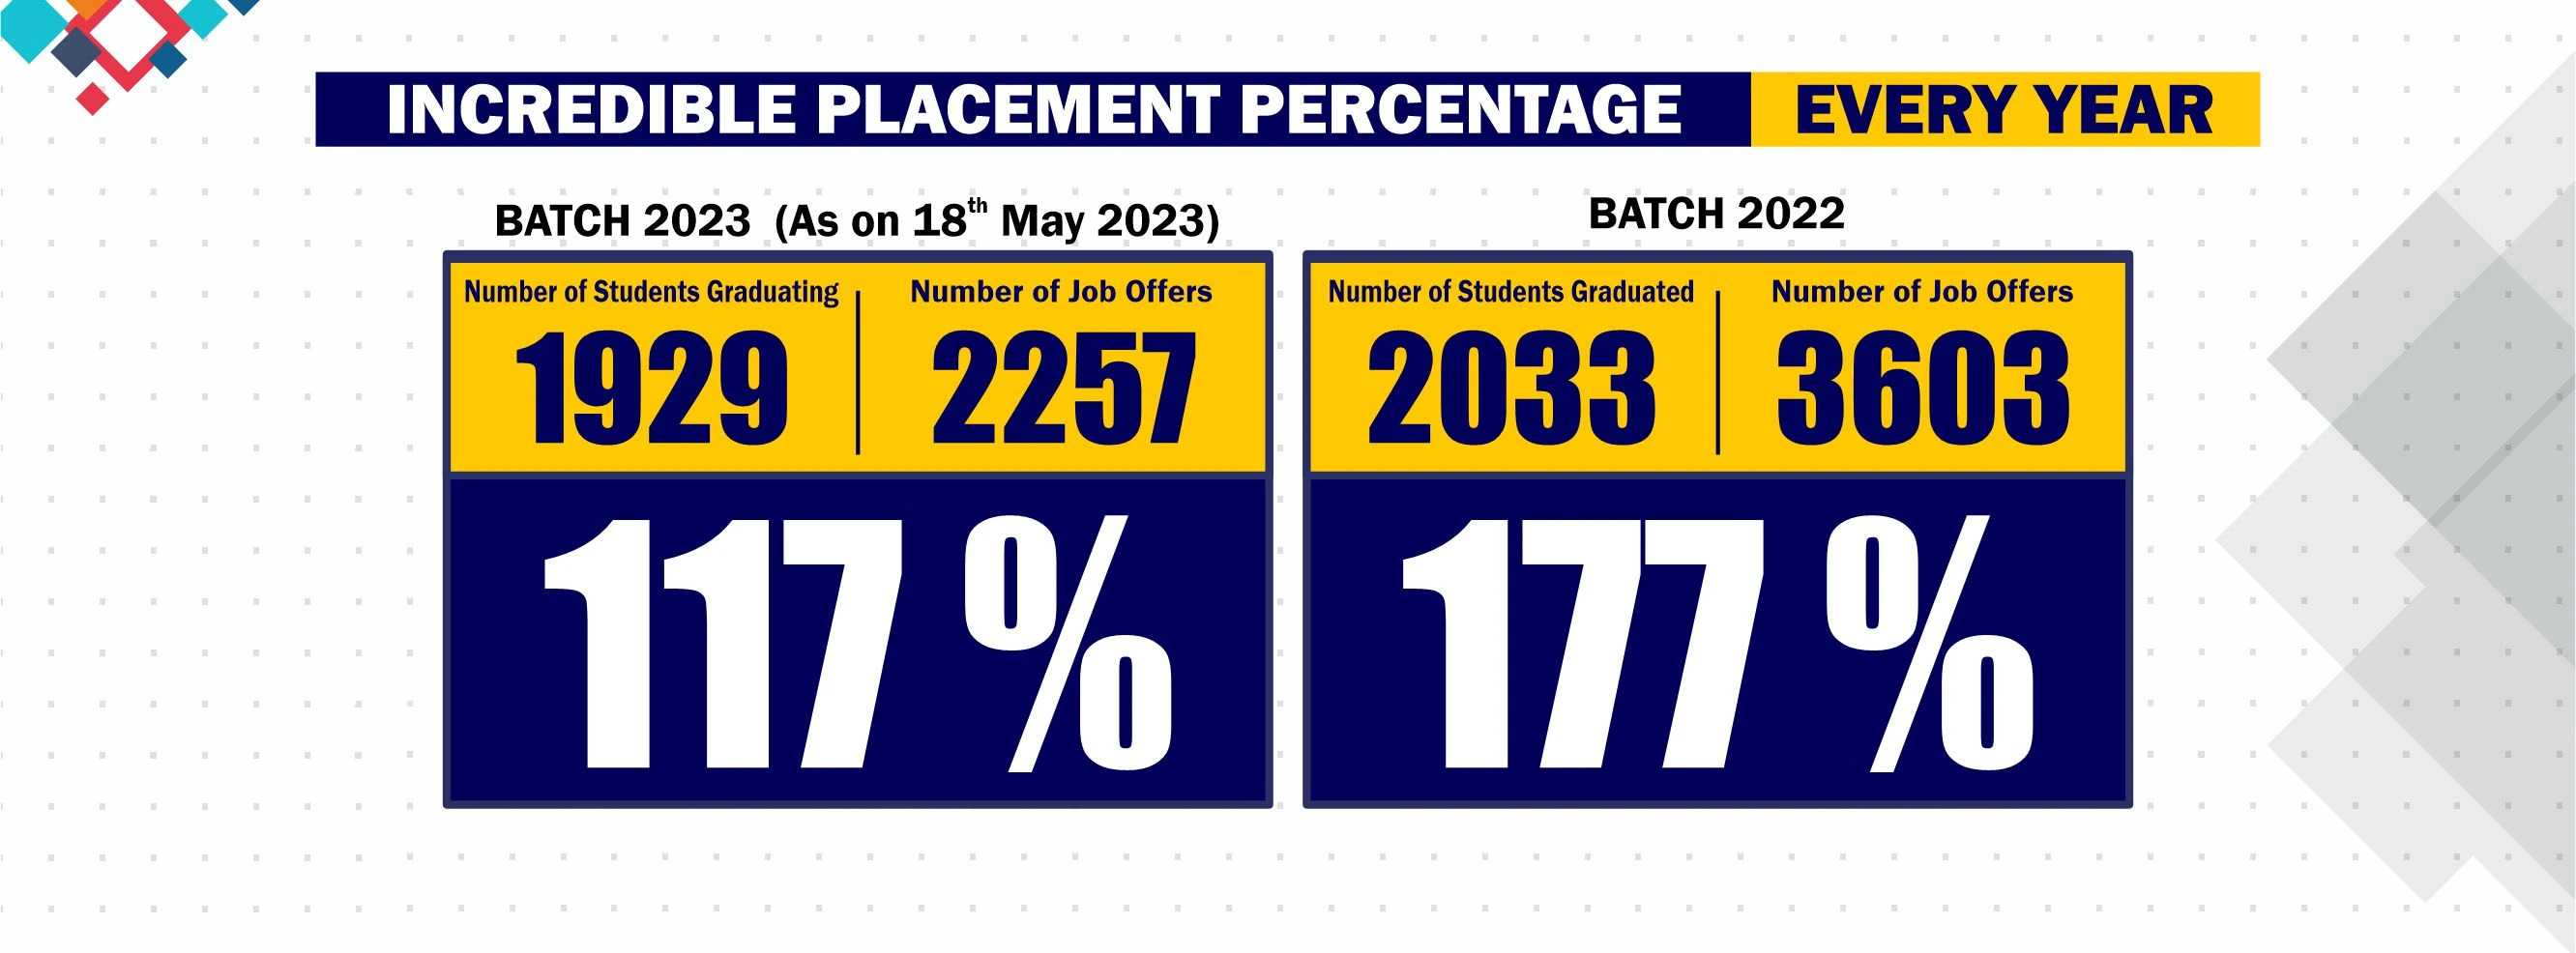 INCREDIBLE PLACEMENT PERCENTAGE EVERY YEAR
BATCH 2023 (As on 18th May 2023)
Number of Students Graduating
1929
Number of Job Offers
2257
117 %
BATCH 2022
Number of Students Graduated
2033
Number of Job Offers
3603
177 %